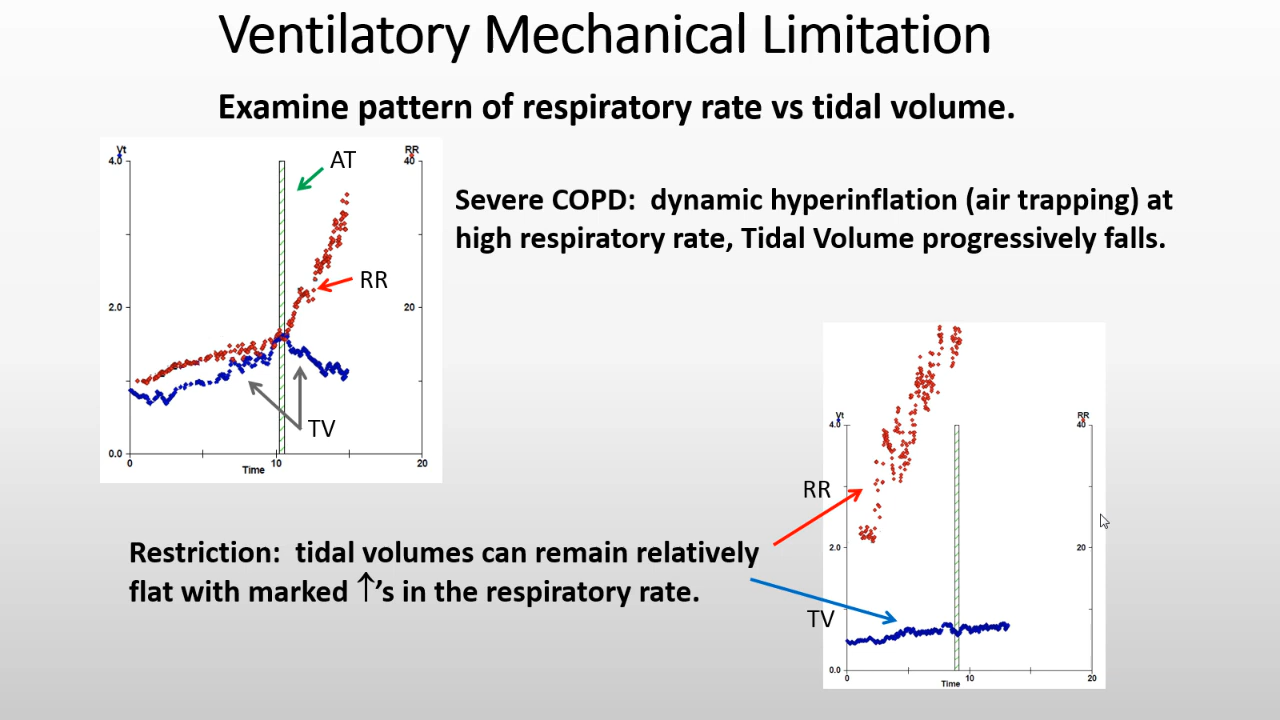 Ventilatory Mechanical Limitation
Examine pattern of respiratory rate vs tidal volume.
Vt
RR
4.0
40
AT
Severe COPD:  dynamic hyperinflation (air trapping) at
high respiratory rate, Tidal Volume progressively falls.
RR
2.0
20
TV
0.0
0
Time
10
20
Vt
RR
4.0
40
RR
Restriction:  tidal volumes can remain relatively
flat with marked ↑’s in the respiratory rate.
2.0
20
TV
0.0
0
Time
10
20